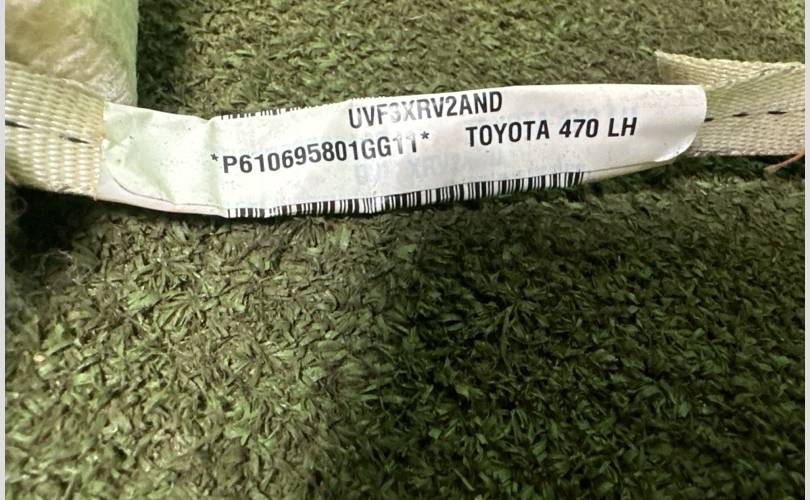 UVF3XRV2AND
*P610695801GG11* TOYOTA 470 LH